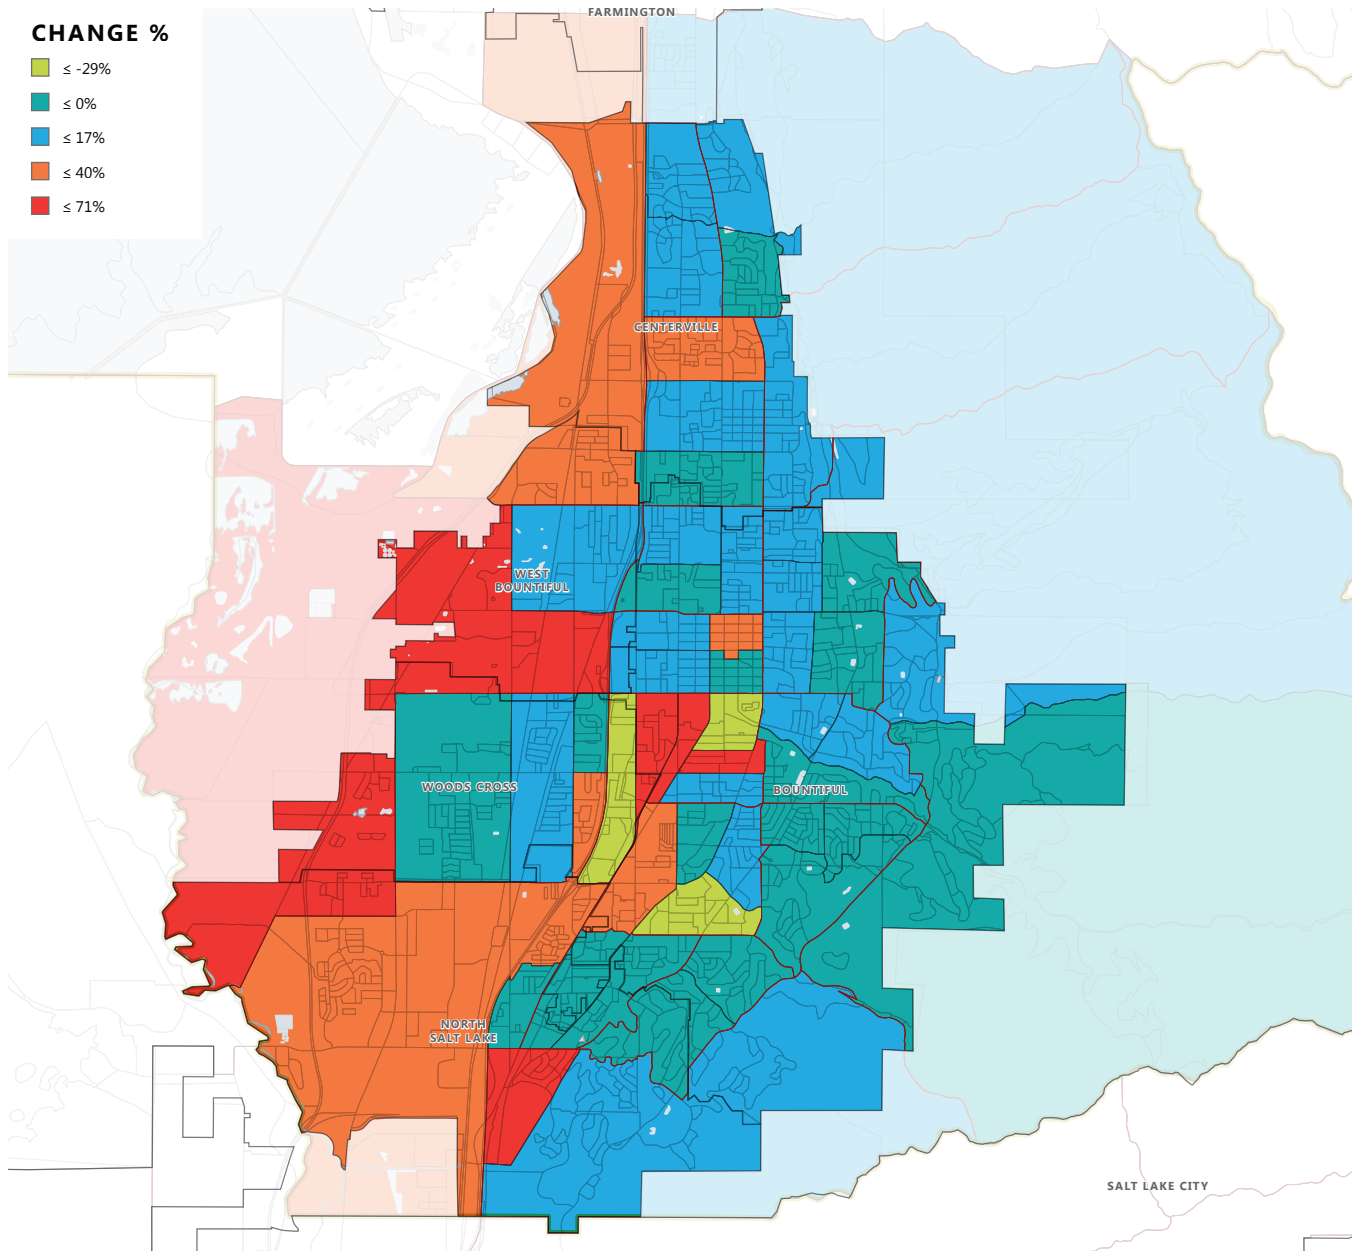 FARMINGTON
CHANGE %
≤ -29%
≤ 0%
≤ 17%
≤ 40%
≤ 71%
CENTERVILLE
WEST
BOUNTIFUL
WOODS CROSS
BOUNTIFUL
NORTH
SALT LAKE
SALT LAKE CITY